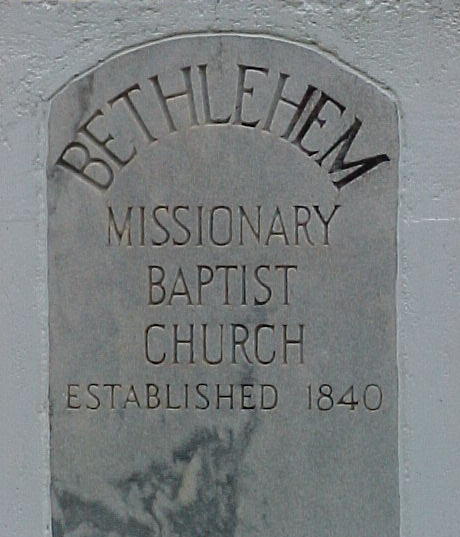 BETHLEHEM
MISSIONARY
BAPTIST
CHURCH
ESTABLISHED 1840